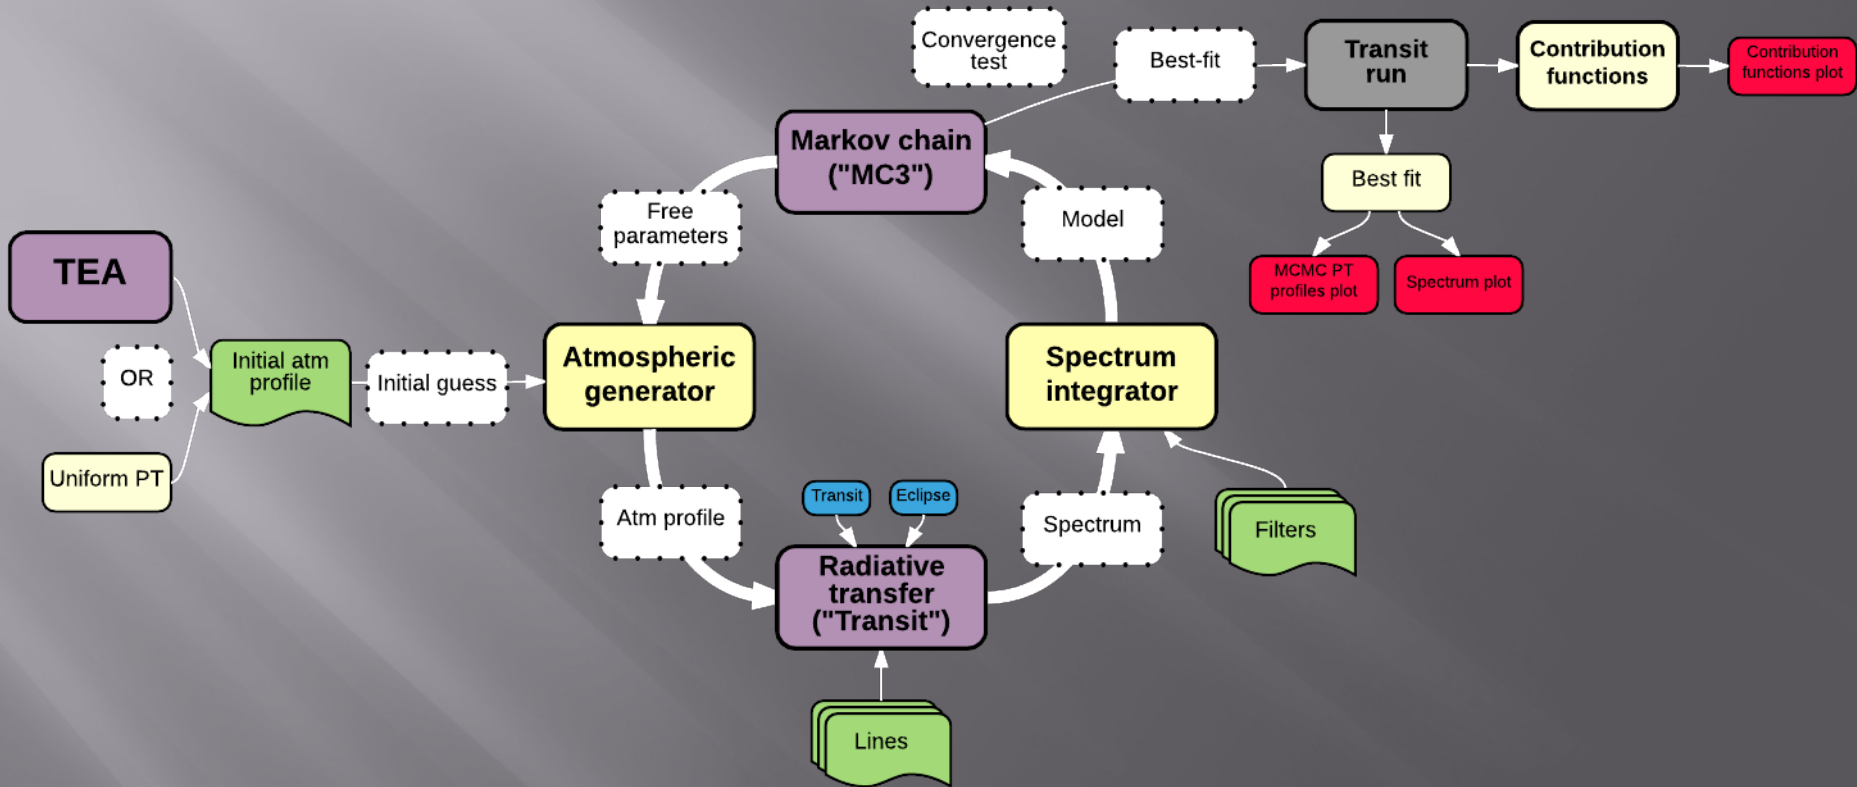 Convergence
test
Best-fit
Transit
run
Contribution
functions
Contribution
functions plot
Markov chain
("MC3")
Best fit
Free
parameters
Model
TEA
MCMC PT
profiles plot
Spectrum plot
OR
Initial atm
profile
Initial guess
Atmospheric
generator
Spectrum
integrator
Uniform PT
Transit
Eclipse
Atm profile
Spectrum
Filters
Radiative
transfer
("Transit")
Lines